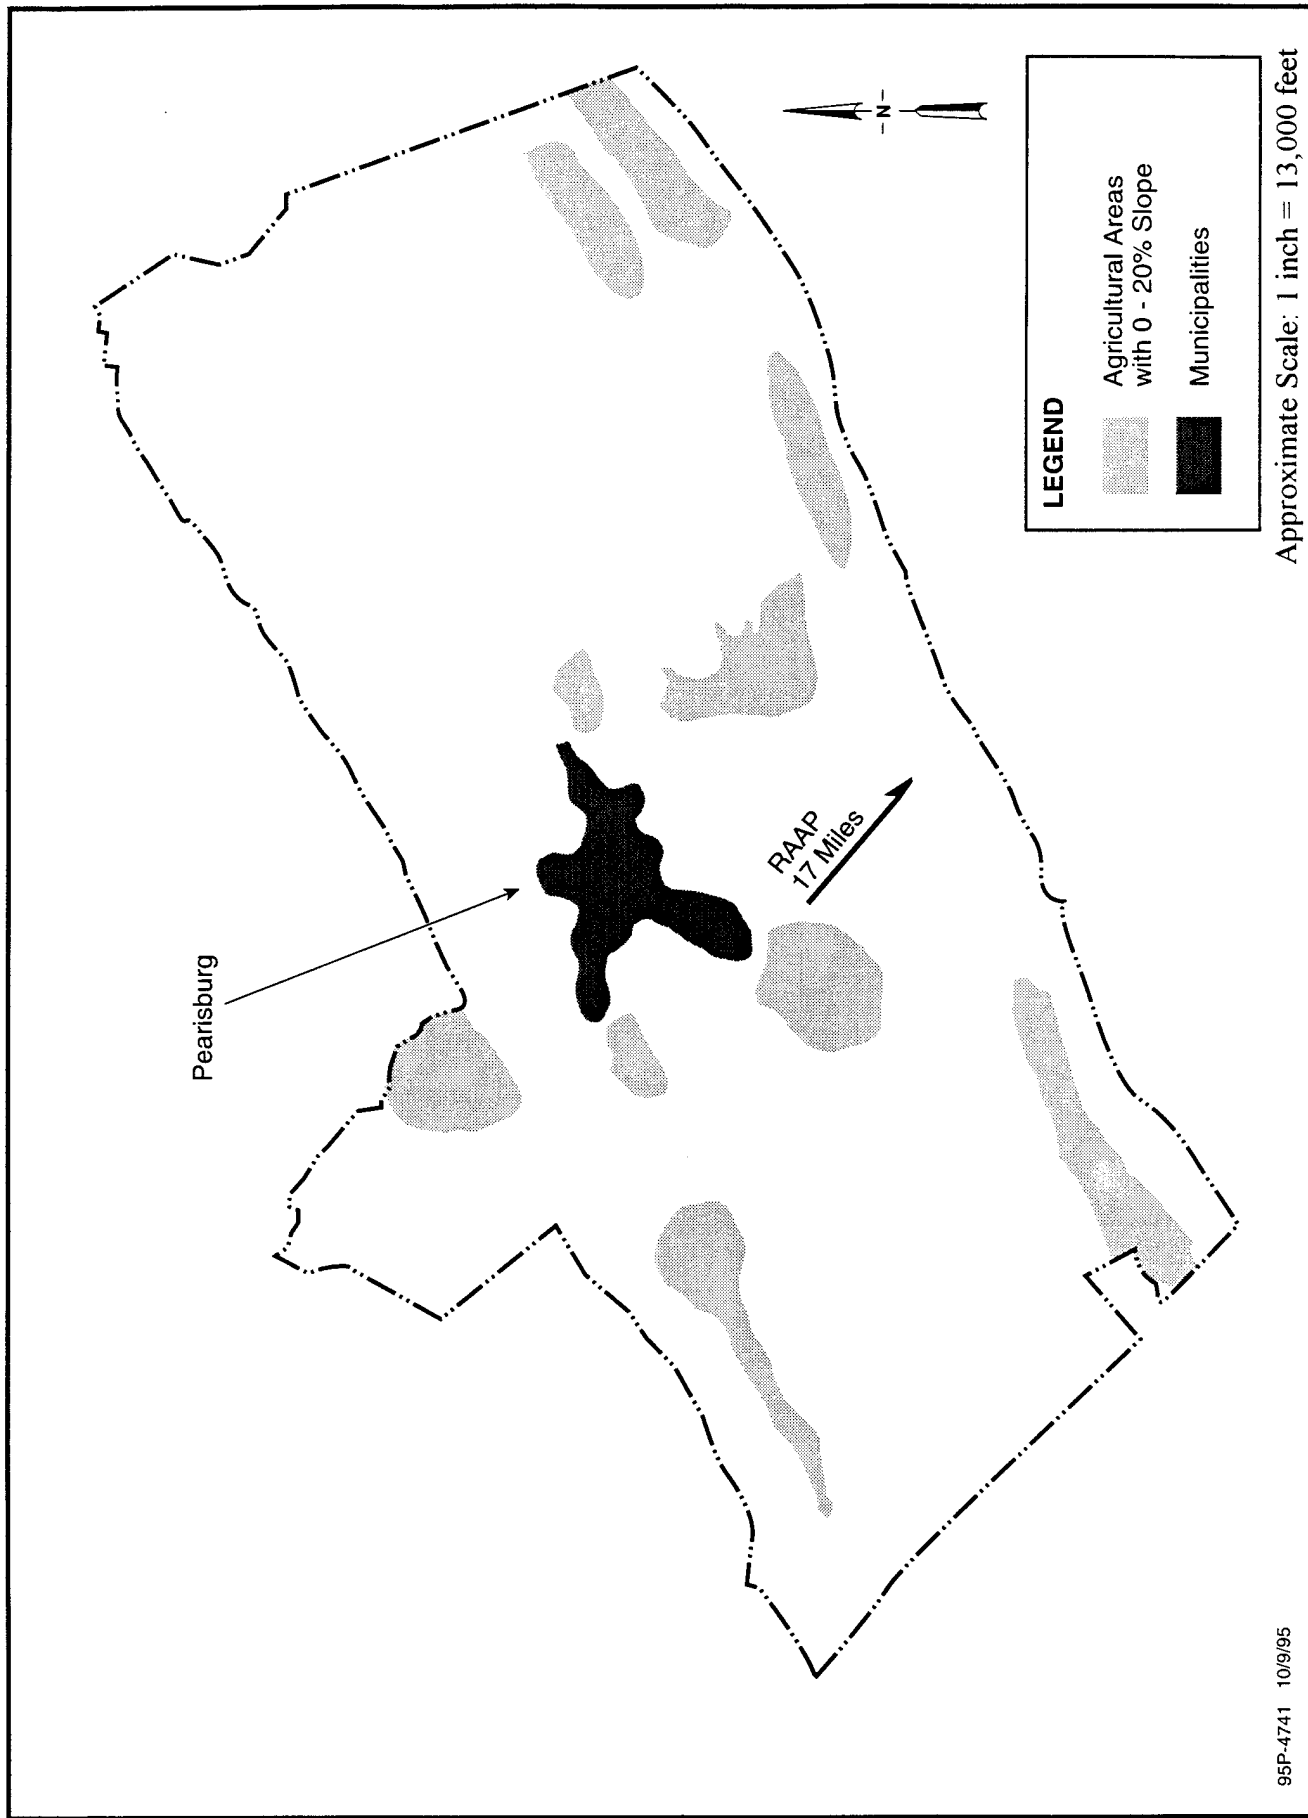 Pearisburg
RAAP
17 Miles
-N-
LEGEND
Agricultural Areas
with 0 - 20% Slope
Municipalities
Approximate Scale: 1 inch = 13,000 feet
95P-4741 10/9/95